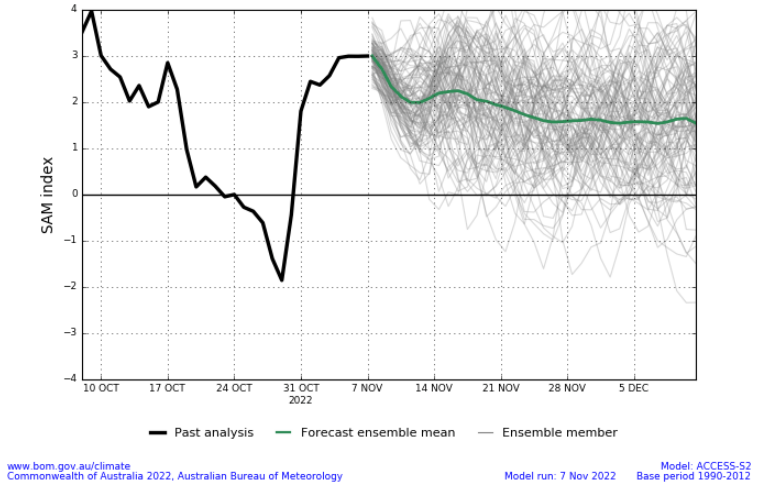 4
3
2
1
0
−1
−2
−3
−4
SAM index
10 OCT 17 OCT 24 OCT 31 OCT 7 NOV 14 NOV 21 NOV 28 NOV 5 DEC
2022
Past analysis Forecast ensemble mean Ensemble member
www.bom.gov.au/climate Model: ACCESS-S2
Commonwealth of Australia 2022, Australian Bureau of Meteorology Model run: 7 Nov 2022 Base period 1990-2012